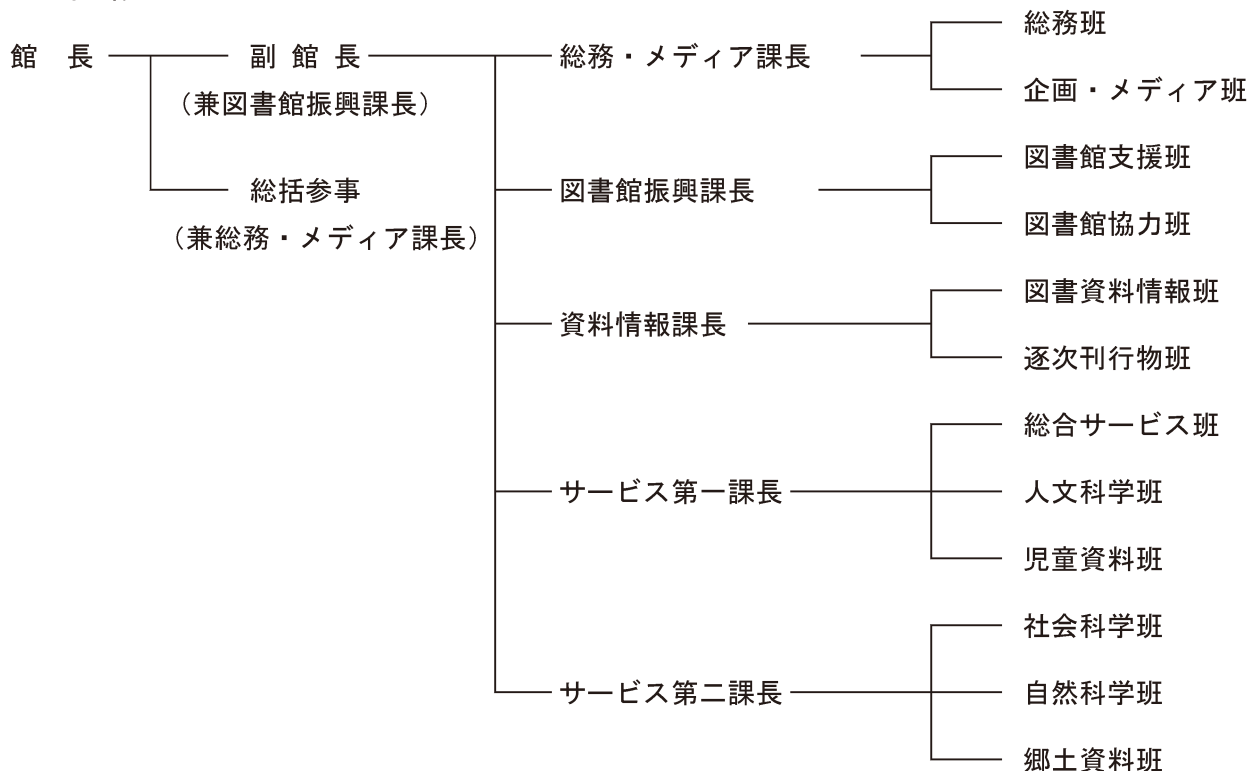 総務班
館 長 副 館 長 総務・メディア課長
(兼図書館振興課長) 企画・メディア班
図書館支援班
総括参事 図書館振興課長
(兼総務・メディア課長) 図書館協力班
図書資料情報班
資料情報課長
逐次刊行物班
総合サービス班
サービス第一課長 人文科学班
児童資料班
社会科学班
サービス第二課長 自然科学班
郷土資料班